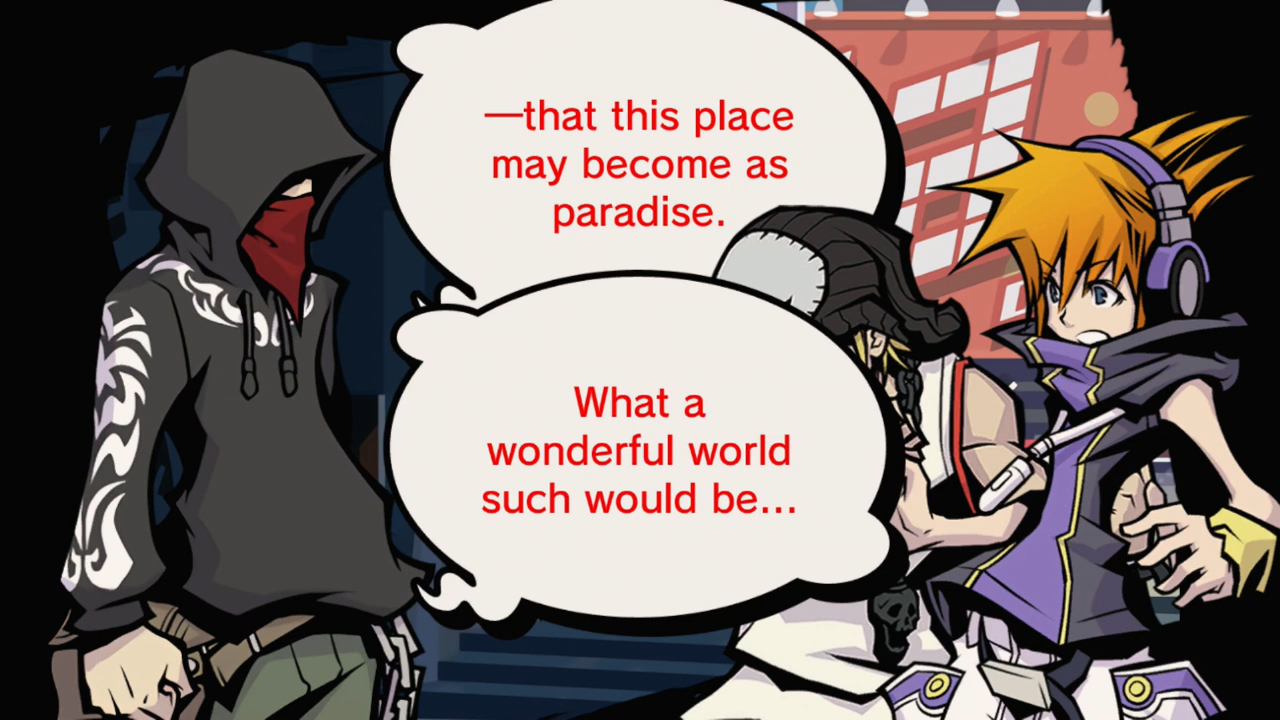 —that this place
may become as
paradise.
What a
wonderful world
such would be...